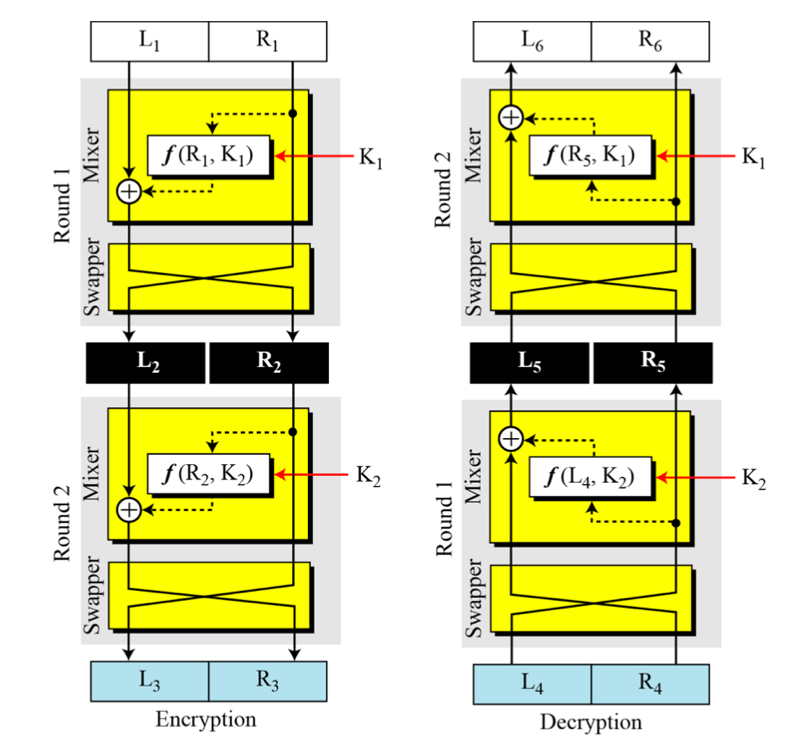 L₁ R₁
Round 1
Mixer
f(R₁, K₁)
K₁
Swapper
L₂ R₂
Round 2
Mixer
f(R₂, K₂)
K₂
Swapper
L₃ R₃
Encryption
L₆ R₆
Round 2
Mixer
f(R₅, K₁)
K₁
Swapper
L₅ R₅
Round 1
Mixer
f(L₄, K₂)
K₂
Swapper
L₄ R₄
Decryption